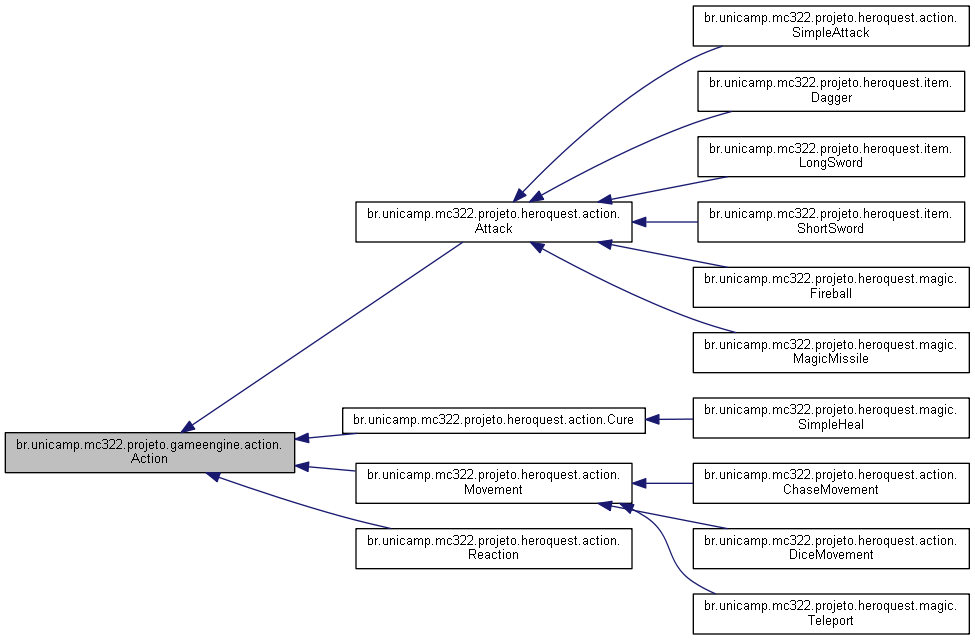 br.unicamp.mc322.projeto.heroquest.action.
SimpleAttack
br.unicamp.mc322.projeto.heroquest.item.
Dagger
br.unicamp.mc322.projeto.heroquest.item.
LongSword
br.unicamp.mc322.projeto.heroquest.action.
Attack
br.unicamp.mc322.projeto.heroquest.item.
ShortSword
br.unicamp.mc322.projeto.heroquest.magic.
Fireball
br.unicamp.mc322.projeto.heroquest.magic.
MagicMissile
br.unicamp.mc322.projeto.heroquest.action.Cure
br.unicamp.mc322.projeto.heroquest.magic.
SimpleHeal
br.unicamp.mc322.projeto.gameengine.action.
Action
br.unicamp.mc322.projeto.heroquest.action.
Movement
br.unicamp.mc322.projeto.heroquest.action.
ChaseMovement
br.unicamp.mc322.projeto.heroquest.action.
Reaction
br.unicamp.mc322.projeto.heroquest.action.
DiceMovement
br.unicamp.mc322.projeto.heroquest.magic.
Teleport